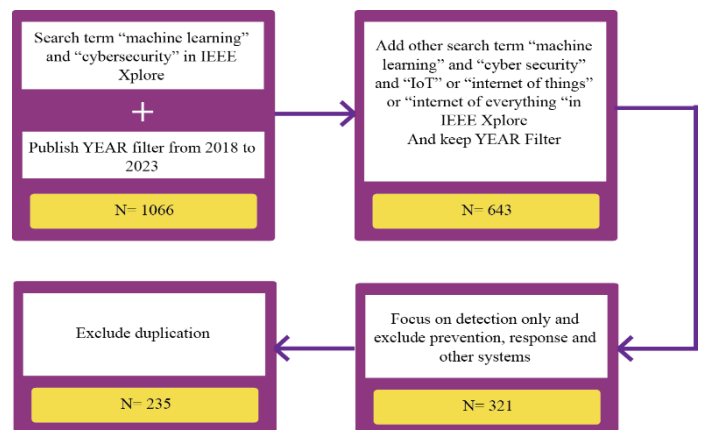 Search term “machine learning”
and “cybersecurity” in IEEE
Xplore
+
Publish YEAR filter from 2018 to
2023
N= 1066
Add other search term “machine
learning” and “cyber security”
and “IoT” or “internet of things”
or “internet of everything “in
IEEE Xplore
And keep YEAR Filter
N= 643
Focus on detection only and
exclude prevention, response and
other systems
N= 321
Exclude duplication
N= 235